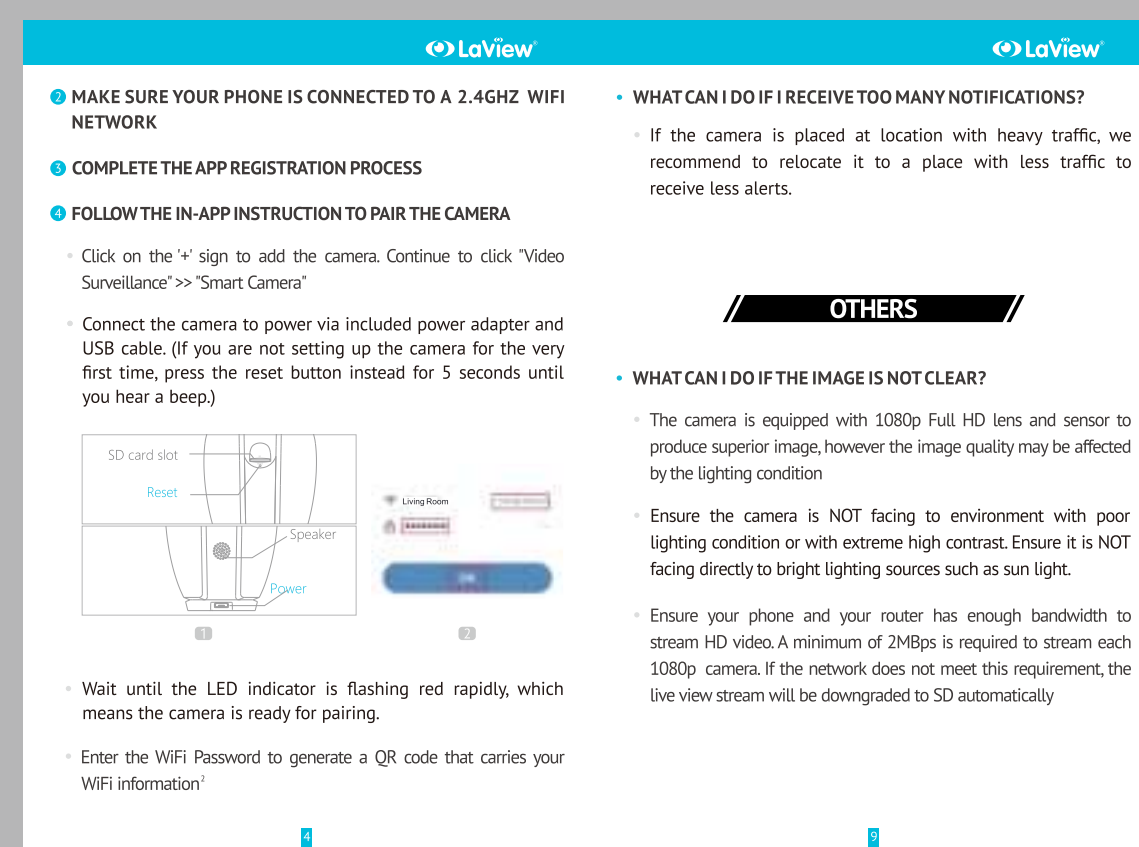 LaView®
2 MAKE SURE YOUR PHONE IS CONNECTED TO A 2.4GHZ WIFI
NETWORK
3 COMPLETE THE APP REGISTRATION PROCESS
4 FOLLOW THE IN-APP INSTRUCTION TO PAIR THE CAMERA
• Click on the '+' sign to add the camera. Continue to click "Video
Surveillance" >> "Smart Camera"
• Connect the camera to power via included power adapter and
USB cable. (If you are not setting up the camera for the very
first time, press the reset button instead for 5 seconds until
you hear a beep.)
SD card slot
Reset
Speaker
Power
1
Living Room
2
• Wait until the LED indicator is flashing red rapidly, which
means the camera is ready for pairing.
• Enter the WiFi Password to generate a QR code that carries your
WiFi information2
4
LaView®
• WHAT CAN I DO IF I RECEIVE TOO MANY NOTIFICATIONS?
• If the camera is placed at location with heavy traffic, we
recommend to relocate it to a place with less traffic to
receive less alerts.
OTHERS
• WHAT CAN I DO IF THE IMAGE IS NOT CLEAR?
• The camera is equipped with 1080p Full HD lens and sensor to
produce superior image, however the image quality may be affected
by the lighting condition
• Ensure the camera is NOT facing to environment with poor
lighting condition or with extreme high contrast. Ensure it is NOT
facing directly to bright lighting sources such as sun light.
• Ensure your phone and your router has enough bandwidth to
stream HD video. A minimum of 2MBps is required to stream each
1080p camera. If the network does not meet this requirement, the
live view stream will be downgraded to SD automatically
9